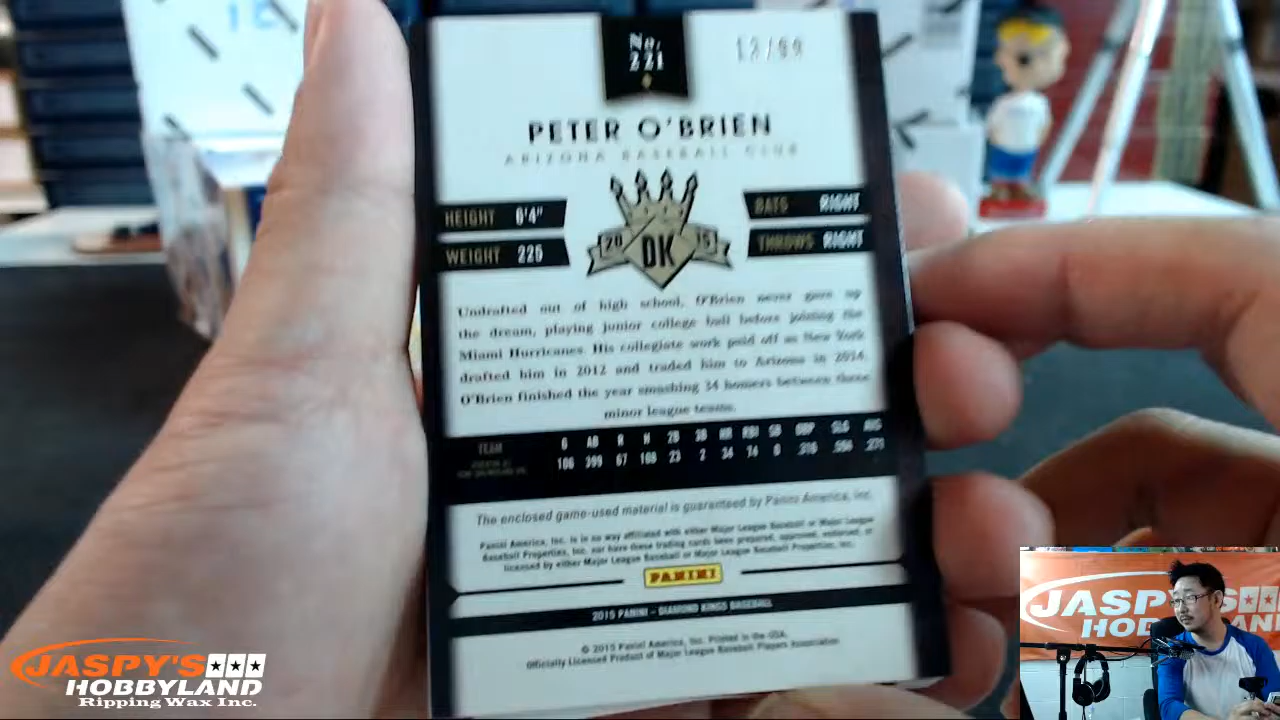 No.
221
12/99
PETER O'BRIEN
ARIZONA BASEBALL CLUB
HEIGHT 6'4"
WEIGHT 225
20 DK 15
BATS RIGHT
THROWS RIGHT
Undrafted out of high school, O'Brien never gave up
the dream, playing junior college ball before joining the
Miami Hurricanes. His collegiate work paid off as New York
drafted him in 2012 and traded him to Arizona in 2014.
O'Brien finished the year smashing 34 homers between three
minor league teams.
TEAM G AB R H 2B 3B HR RBI SB OBP SLG AVG
106 399 67 108 23 2 34 74 0
The enclosed game-used material is guaranteed by Panini America, Inc.
Panini America, Inc. is in no way affiliated with either Major League Baseball or Major League
Baseball Properties, Inc. nor have these trading cards been prepared, approved, endorsed, or
licensed by either Major League Baseball or Major League Baseball Properties, Inc.
PANINI
2015 PANINI - DIAMOND KINGS BASEBALL
© 2015 Panini America, Inc. Printed in the USA.
Officially Licensed Product of Major League Baseball Players Association
JASPY'S
HOBBYLAND
Ripping Wax Inc.
JASPY'S